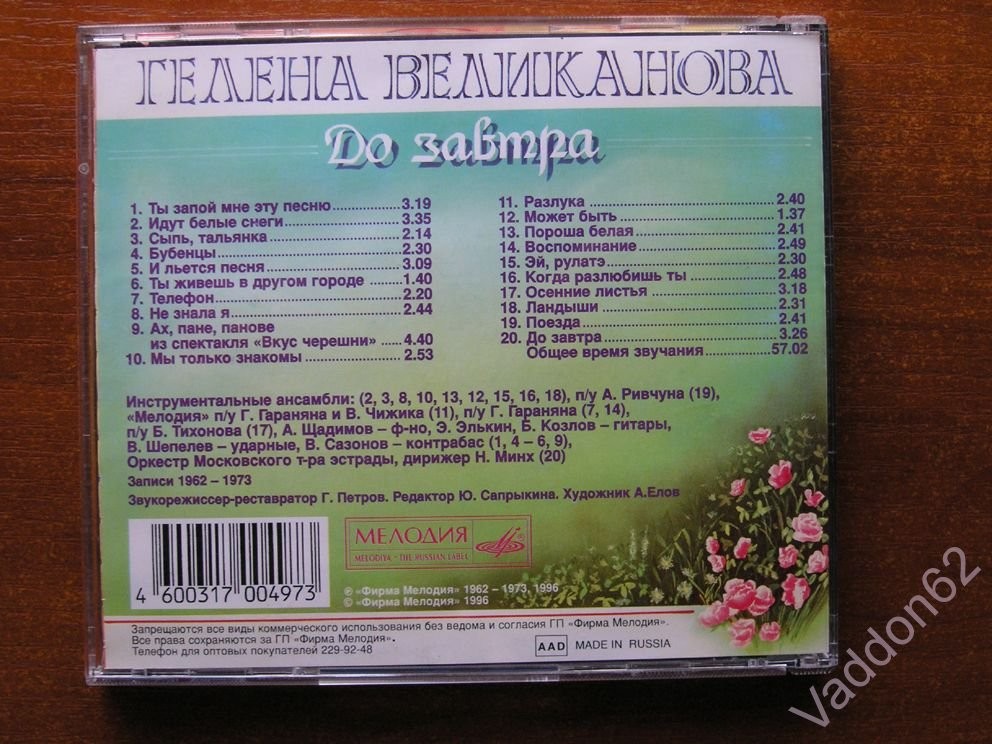 ГЕЛЕНА ВЕЛИКАНОВА
До завтра
1. Ты запой мне эту песню 3.19
2. Идут белые снеги 3.35
3. Сыпь, тальянка 2.14
4. Бубенцы 2.30
5. И льется песня 3.09
6. Ты живешь в другом городе 1.40
7. Телефон 2.20
8. Не знала я 2.44
9. Ах, пане, панове
из спектакля «Вкус черешни» 4.40
10. Мы только знакомы 2.53
11. Разлука 2.40
12. Может быть 1.37
13. Пороша белая 2.41
14. Воспоминание 2.49
15. Эй, рулатэ 2.30
16. Когда разлюбишь ты 2.48
17. Осенние листья 3.18
18. Ландыши 2.31
19. Поезда 2.41
20. До завтра 3.26
Общее время звучания 57.02
Инструментальные ансамбли: (2, 3, 8, 10, 13, 12, 15, 16, 18), п/у А. Ривчуна (19),
«Мелодия» п/у Г. Гараняна и В. Чижика (11), п/у Г. Гараняна (7, 14),
п/у Б. Тихонова (17), А. Щадимов – ф-но, Э. Элькин, Б. Козлов – гитары,
В. Шепелев – ударные, В. Сазонов – контрабас (1, 4 – 6, 9),
Оркестр Московского т-ра эстрады, дирижер Н. Минх (20)
Записи 1962 – 1973
Звукорежиссер-реставратор Г. Петров. Редактор Ю. Сапрыкина. Художник А.Елов
4 600317 004973
МЕЛОДИЯ
MELODIYA - THE RUSSIAN LABEL
®
℗ «Фирма Мелодия» 1962 – 1973, 1996
© «Фирма Мелодия» 1996
Запрещаются все виды коммерческого использования без ведома и согласия ГП «Фирма Мелодия».
Все права сохраняются за ГП «Фирма Мелодия».
Телефон для оптовых покупателей 229-92-48
AAD MADE IN RUSSIA
Vaddon62